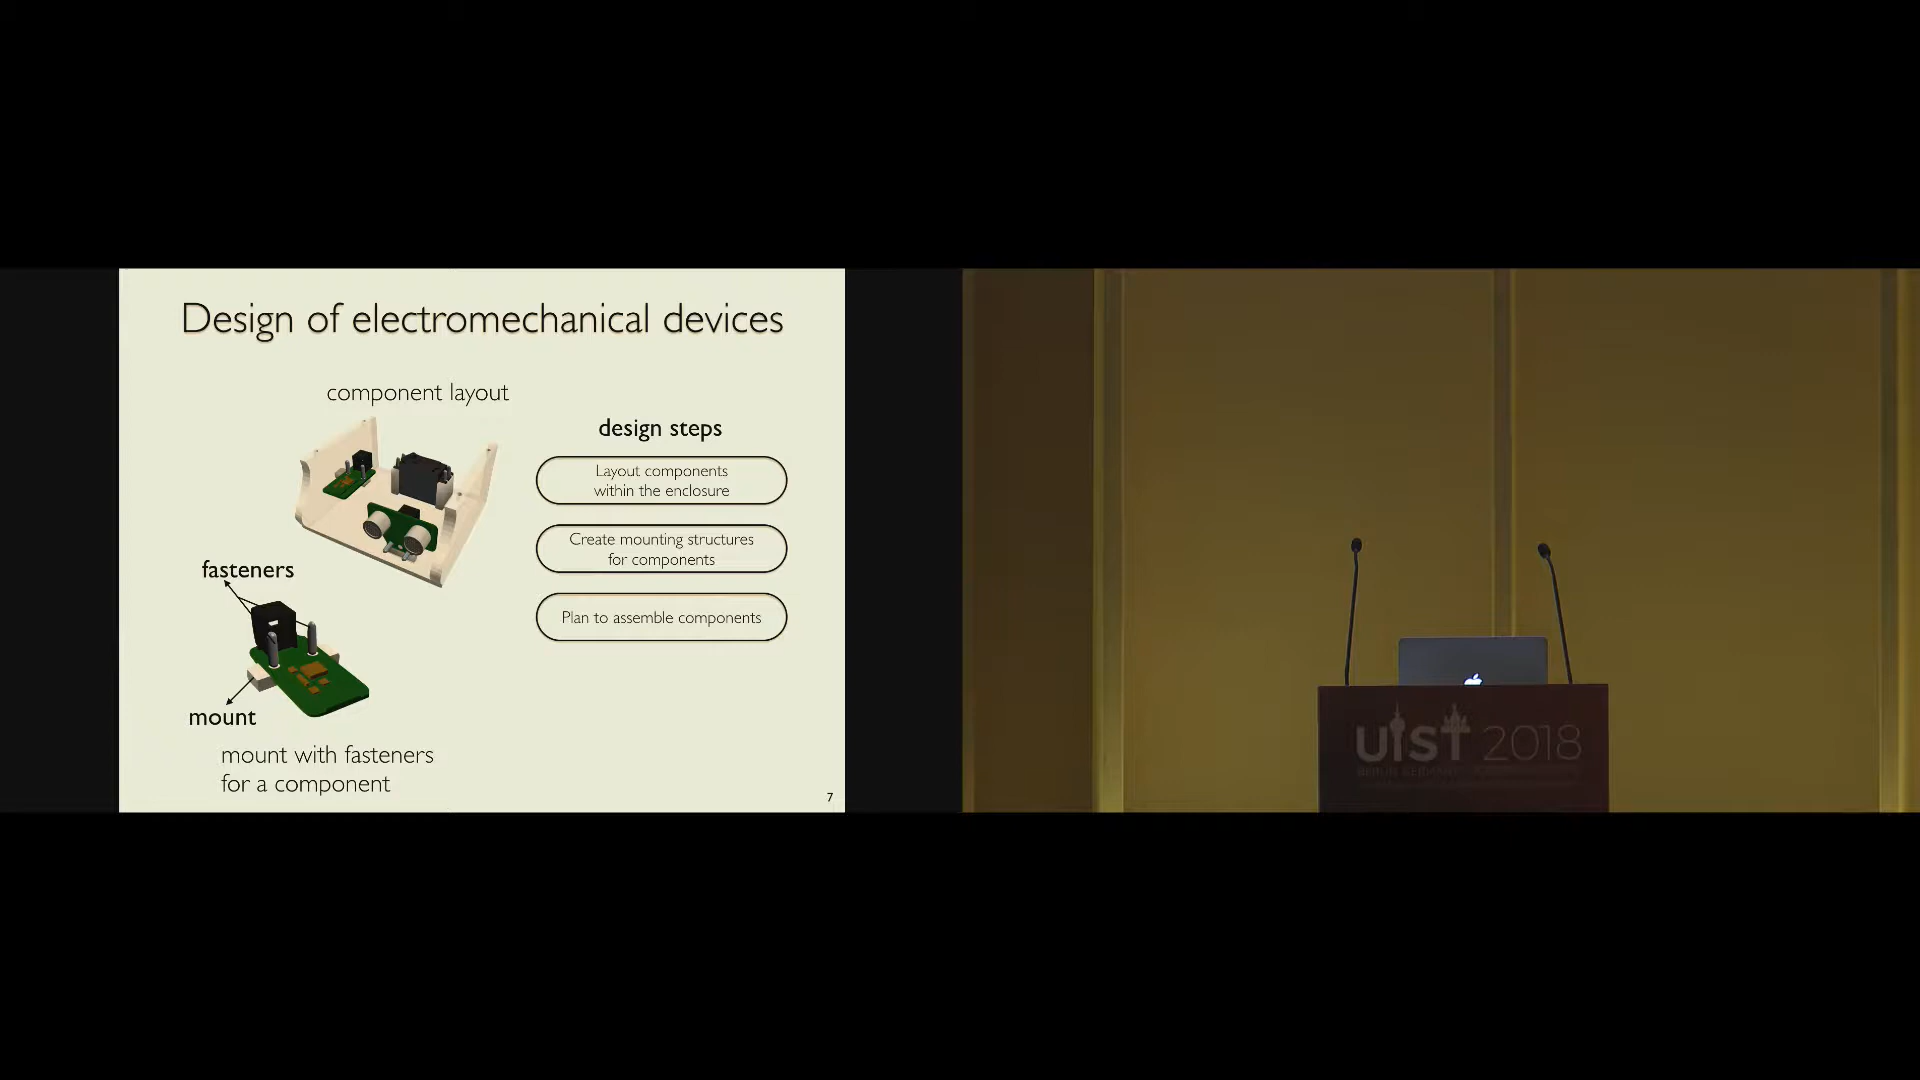 Design of electromechanical devices
component layout
design steps
Layout components
within the enclosure
Create mounting structures
for components
Plan to assemble components
fasteners
mount
mount with fasteners
for a component
7
UIST 2018